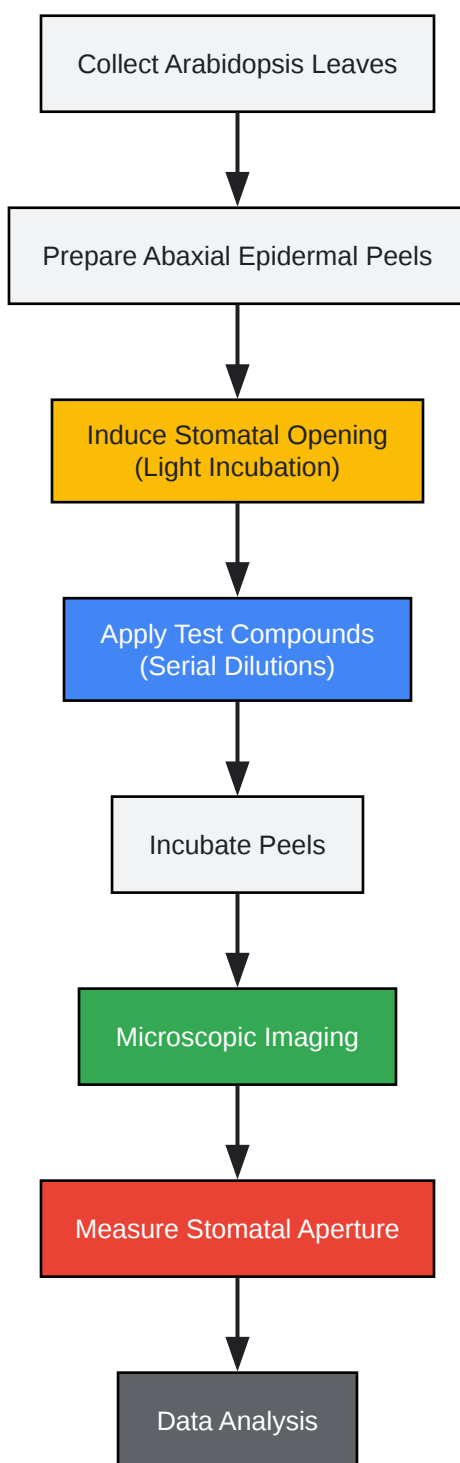 Collect Arabidopsis Leaves
Prepare Abaxial Epidermal Peels
Induce Stomatal Opening
(Light Incubation)
Apply Test Compounds
(Serial Dilutions)
Incubate Peels
Microscopic Imaging
Measure Stomatal Aperture
Data Analysis